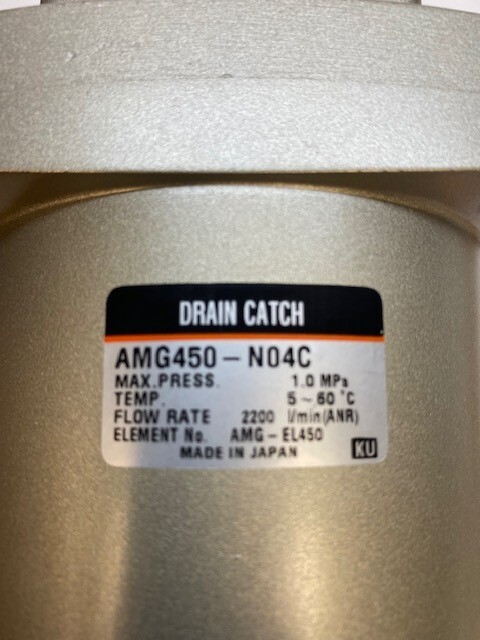 DRAIN CATCH
AMG450-N04C
MAX.PRESS. 1.0 MPa
TEMP. 5~60 °C
FLOW RATE 2200 l/min(ANR)
ELEMENT No. AMG-EL450
MADE IN JAPAN KU